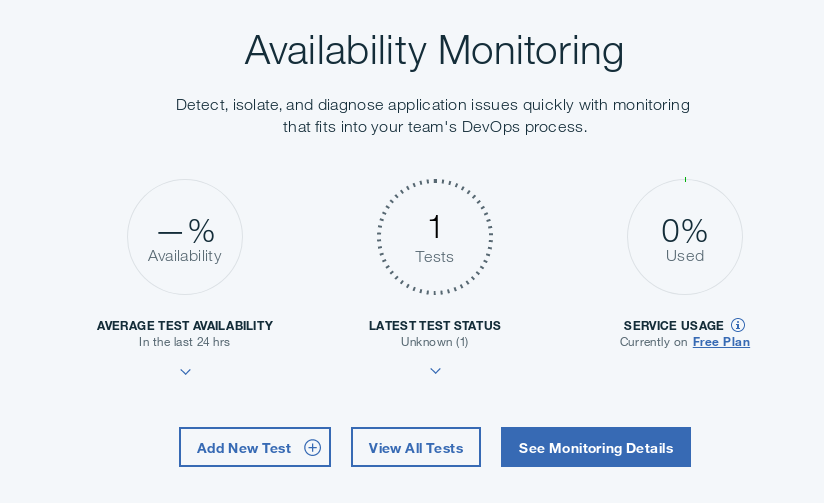 Availability Monitoring
Detect, isolate, and diagnose application issues quickly with monitoring
that fits into your team's DevOps process.
—%
Availability
1
Tests
0%
Used
AVERAGE TEST AVAILABILITY
In the last 24 hrs
LATEST TEST STATUS
Unknown (1)
SERVICE USAGE
Currently on Free Plan
Add New Test
View All Tests
See Monitoring Details